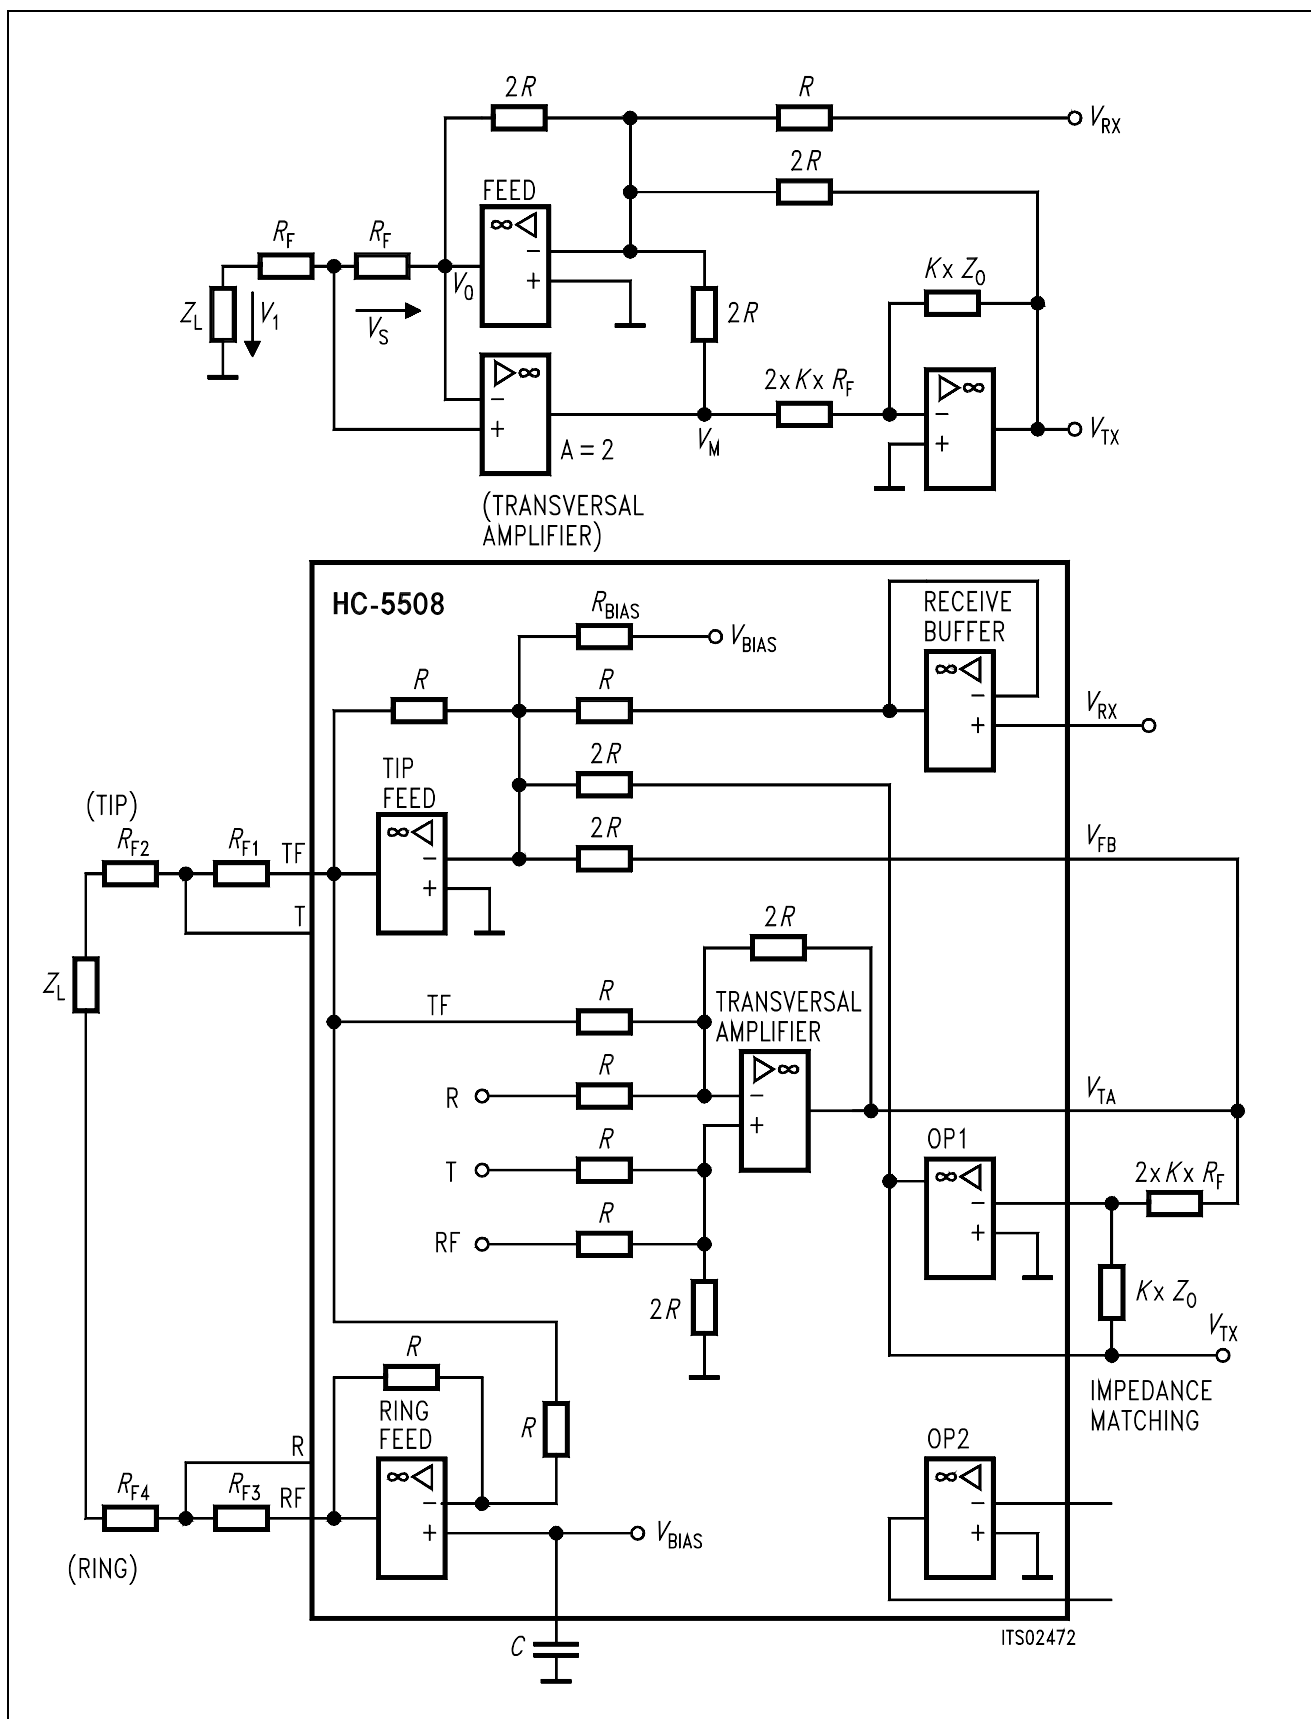 2R
R
VRX
2R
FEED
∞
−
+
RF
RF
V0
K x Z0
ZL
V1
VS
2R
∞
−
+
2 x K x RF
∞
−
+
VTX
VM
A = 2
(TRANSVERSAL
AMPLIFIER)
HC-5508
RBIAS
VBIAS
RECEIVE
BUFFER
∞
−
+
R
R
VRX
2R
TIP
FEED
(TIP)
∞
−
+
2R
VFB
RF2
RF1
TF
T
2R
ZL
TF
R
TRANSVERSAL
AMPLIFIER
∞
−
+
R
R
VTA
T
R
OP1
∞
−
+
2 x K x RF
RF
R
2R
K x Z0
VTX
R
IMPEDANCE
MATCHING
RING
FEED
R
R
OP2
∞
−
+
RF4
RF3
RF
∞
−
+
VBIAS
(RING)
C
ITS02472